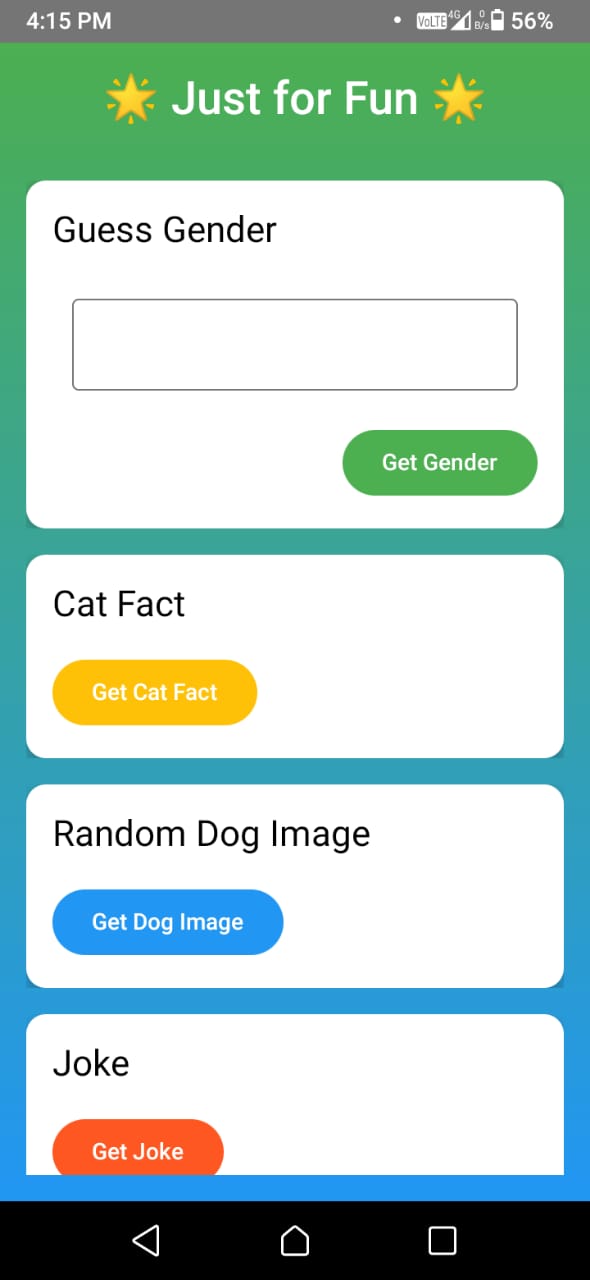 4:15 PM VoLTE 4G 0 B/s 56%
🌟 Just for Fun 🌟
Guess Gender
Get Gender
Cat Fact
Get Cat Fact
Random Dog Image
Get Dog Image
Joke
Get Joke